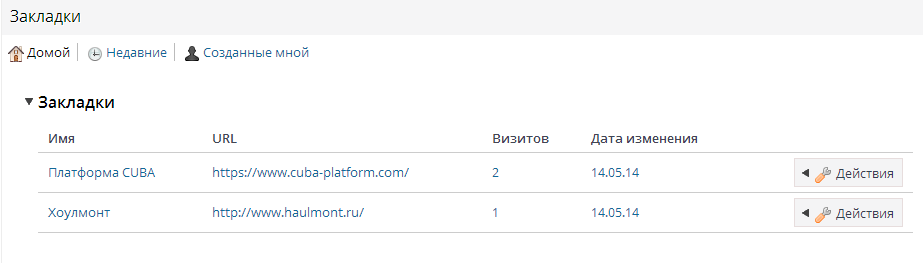 Закладки
Домой Недавние Созданные мной
Закладки
Имя URL Визитов Дата изменения
Платформа CUBA https://www.cuba-platform.com/ 2 14.05.14 Действия
Хоулмонт http://www.haulmont.ru/ 1 14.05.14 Действия